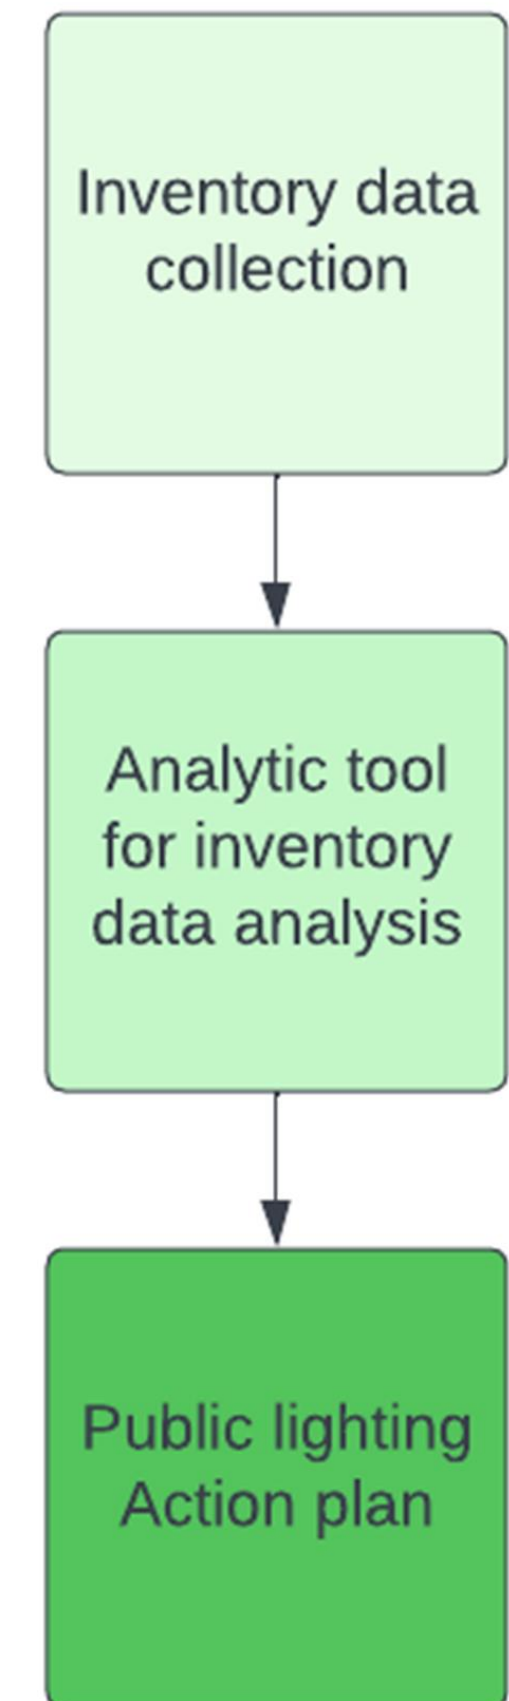 Inventory data
collection
Analytic tool
for inventory
data analysis
Public lighting
Action plan